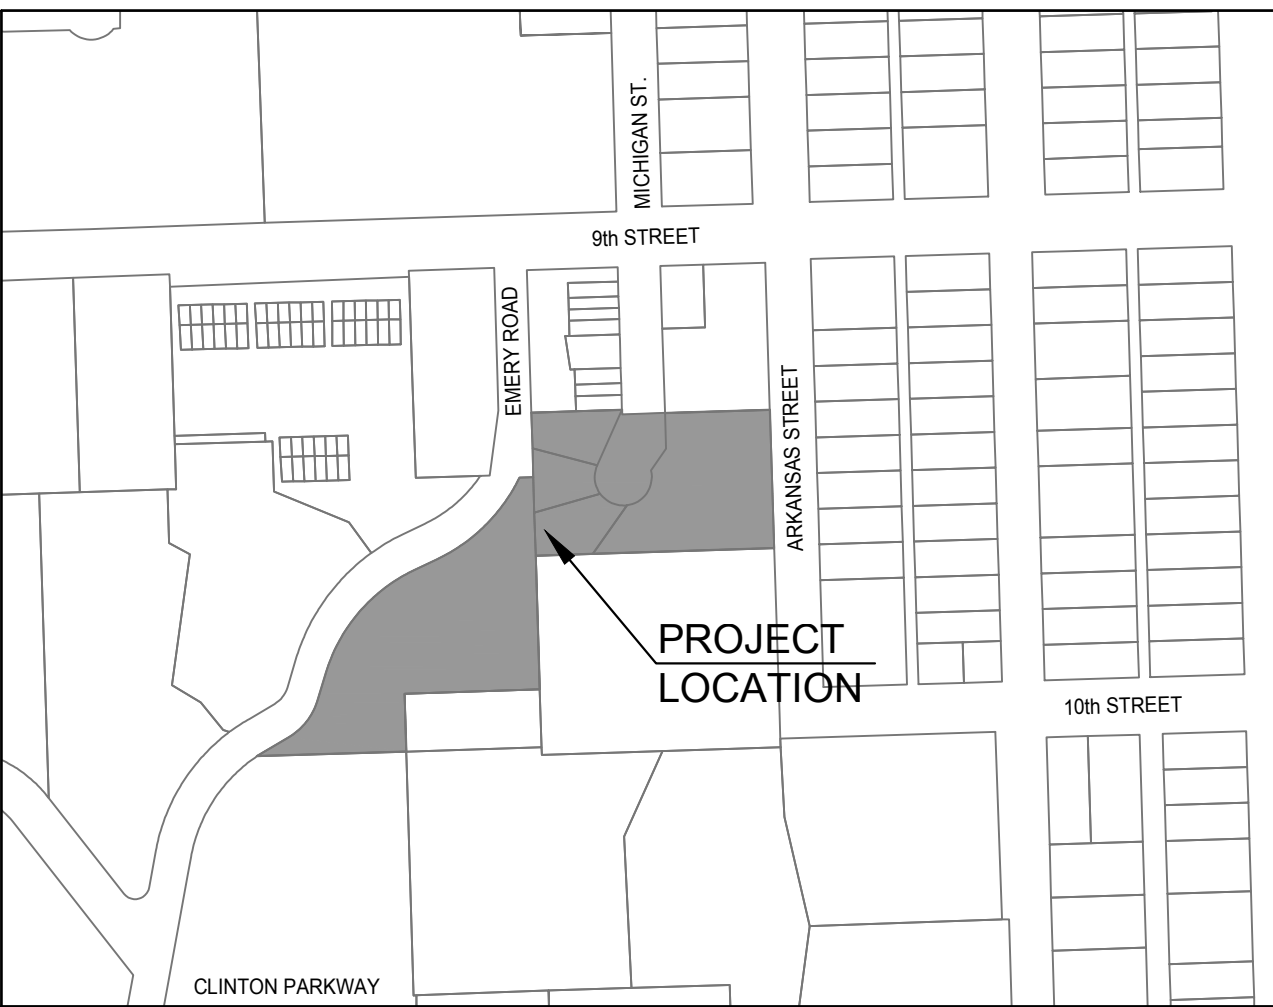 MICHIGAN ST.
9th STREET
EMERY ROAD
ARKANSAS STREET
PROJECT
LOCATION
10th STREET
CLINTON PARKWAY